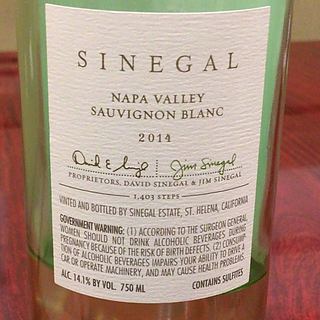 SINEGAL
NAPA VALLEY
SAUVIGNON BLANC
2014
Jim Sinegal
PROPRIETORS, DAVID SINEGAL & JIM SINEGAL
1,403 STEPS
VINTED AND BOTTLED BY SINEGAL ESTATE, ST. HELENA, CALIFORNIA
GOVERNMENT WARNING: (1) ACCORDING TO THE SURGEON GENERAL,
WOMEN SHOULD NOT DRINK ALCOHOLIC BEVERAGES DURING
PREGNANCY BECAUSE OF THE RISK OF BIRTH DEFECTS. (2) CONSUMP-
TION OF ALCOHOLIC BEVERAGES IMPAIRS YOUR ABILITY TO DRIVE A
CAR OR OPERATE MACHINERY, AND MAY CAUSE HEALTH PROBLEMS.
ALC. 14.1% BY VOL. 750 ML CONTAINS SULFITES